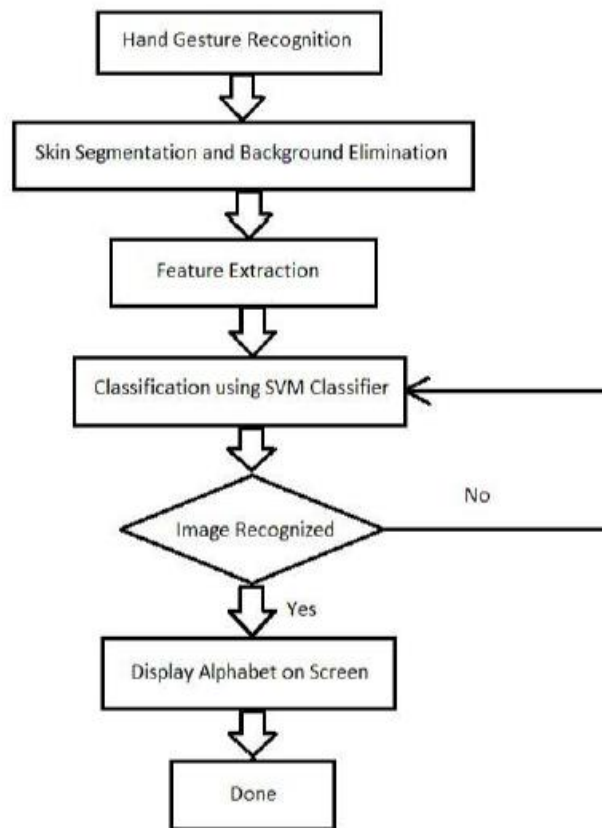 Hand Gesture Recognition
Skin Segmentation and Background Elimination
Feature Extraction
Classification using SVM Classifier
No
Image Recognized
Yes
Display Alphabet on Screen
Done